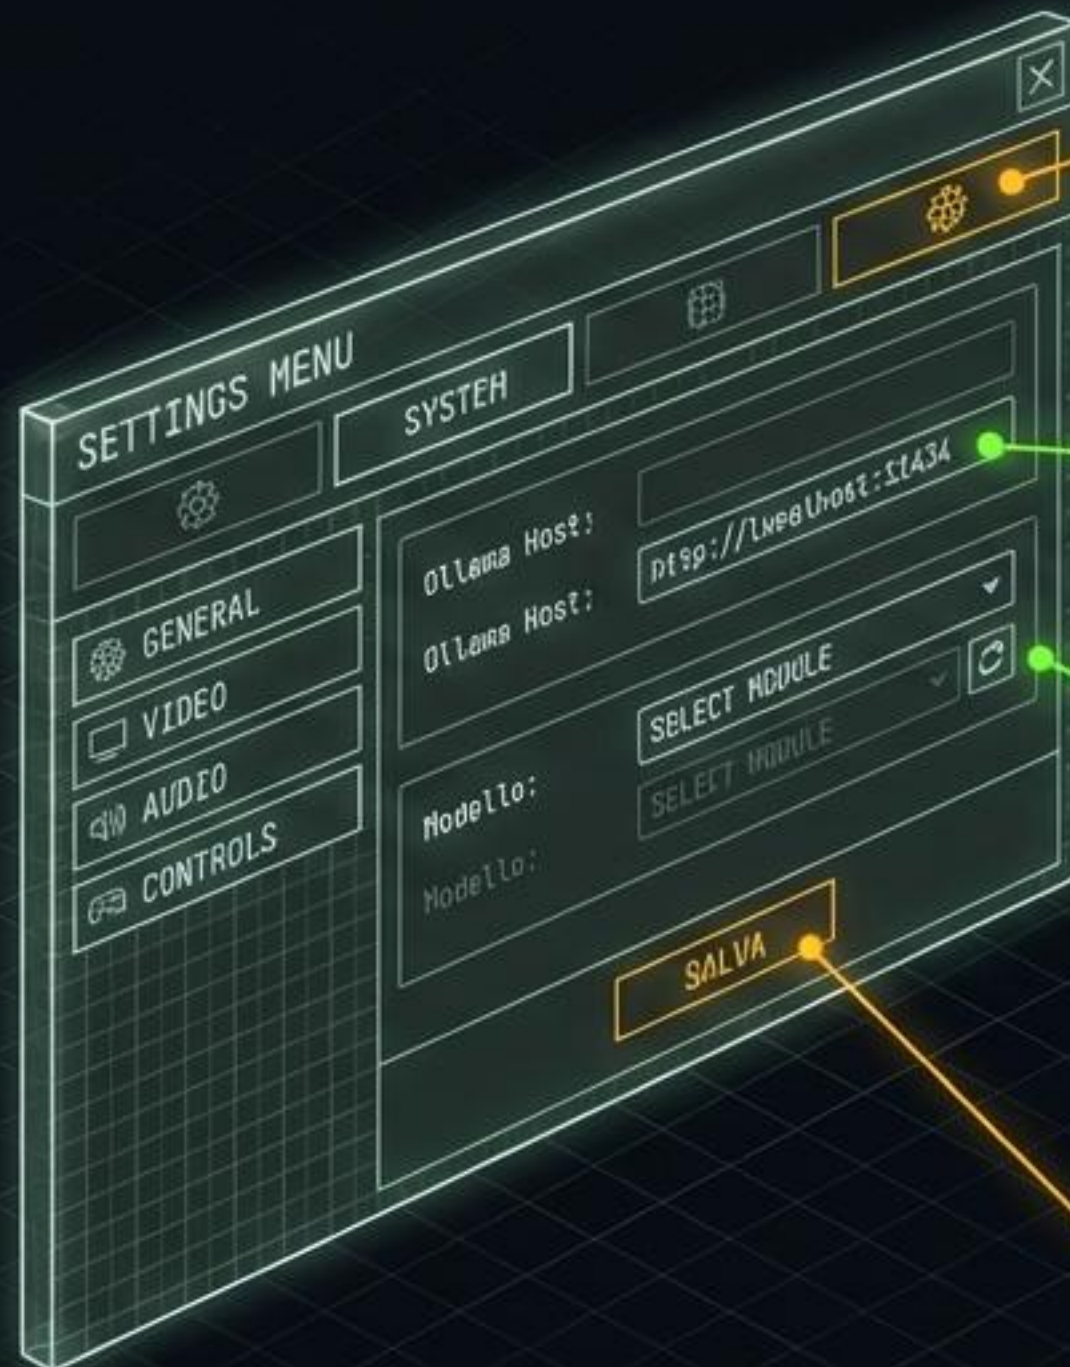 SETTINGS MENU
SYSTEM
GENERAL
VIDEO
AUDIO
CONTROLS
Ollama Host:
Ollama Host:
SELECT MODULE
SELECT MODULE
Modello:
Modello:
SALVA